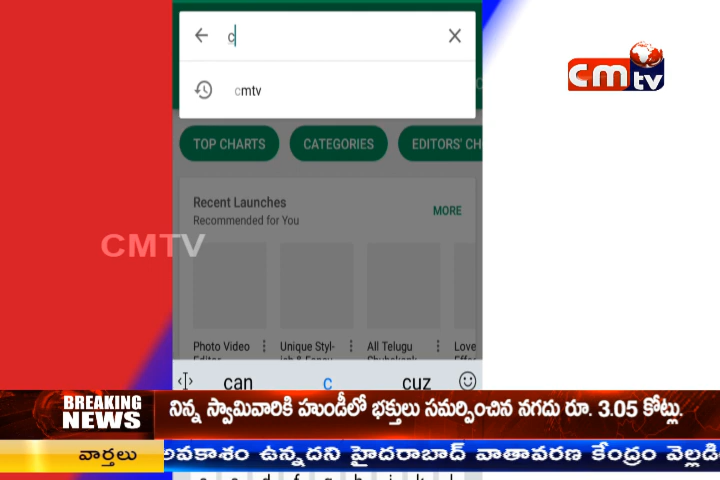 c
cmtv
cmtv
TOP CHARTS
CATEGORIES
EDITORS' CH
Recent Launches
Recommended for You
MORE
CMTV
Photo Video
Unique Styl-
All Telugu
Love
can
c
cuz
BREAKING
NEWS
నిన్న స్వామివారికి హుండీలో భక్తులు సమర్పించిన నగదు రూ. 3.05 కోట్లు.
వార్తలు
అవకాశం ఉన్నదని హైదరాబాద్ వాతావరణ కేంద్రం వెల్లడి